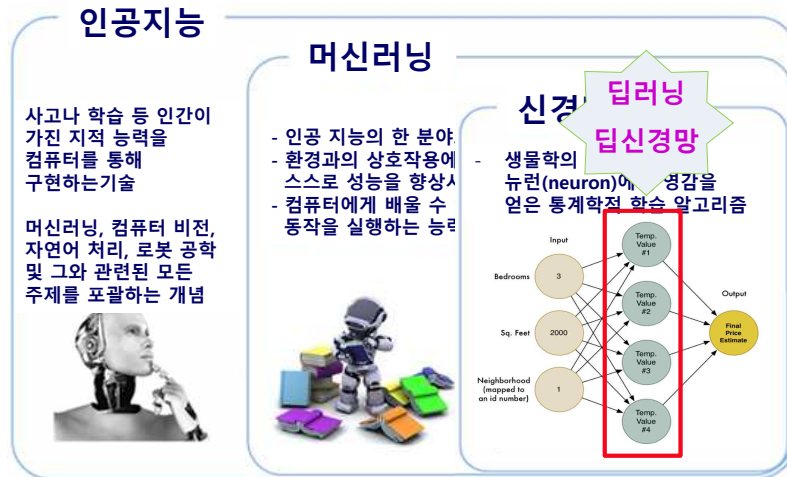 인공지능
사고나 학습 등 인간이
가진 지적 능력을
컴퓨터를 통해
구현하는기술
머신러닝, 컴퓨터 비전,
자연어 처리, 로봇 공학
및 그와 관련된 모든
주제를 포괄하는 개념
머신러닝
- 인공 지능의 한 분야
- 환경과의 상호작용에
스스로 성능을 향상
- 컴퓨터에게 배울 수
동작을 실행하는 능력
신경
딥러닝
딥신경망
- 생물학의
뉴런(neuron)에 영감을
얻은 통계학적 학습 알고리즘
Input
Bedrooms
3
Sq. Feet
2000
Neighborhood
(mapped to
an id number)
1
Temp.
Value
#1
Temp.
Value
#2
Temp.
Value
#3
Temp.
Value
#4
Output
Final
Price
Estimate